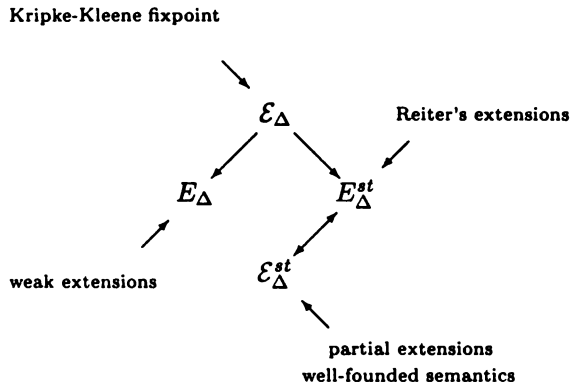 Kripke-Kleene fixpoint
ℰ_Δ
Reiter's extensions
E_Δ
E_Δ^{st}
weak extensions
ℰ_Δ^{st}
partial extensions
well-founded semantics